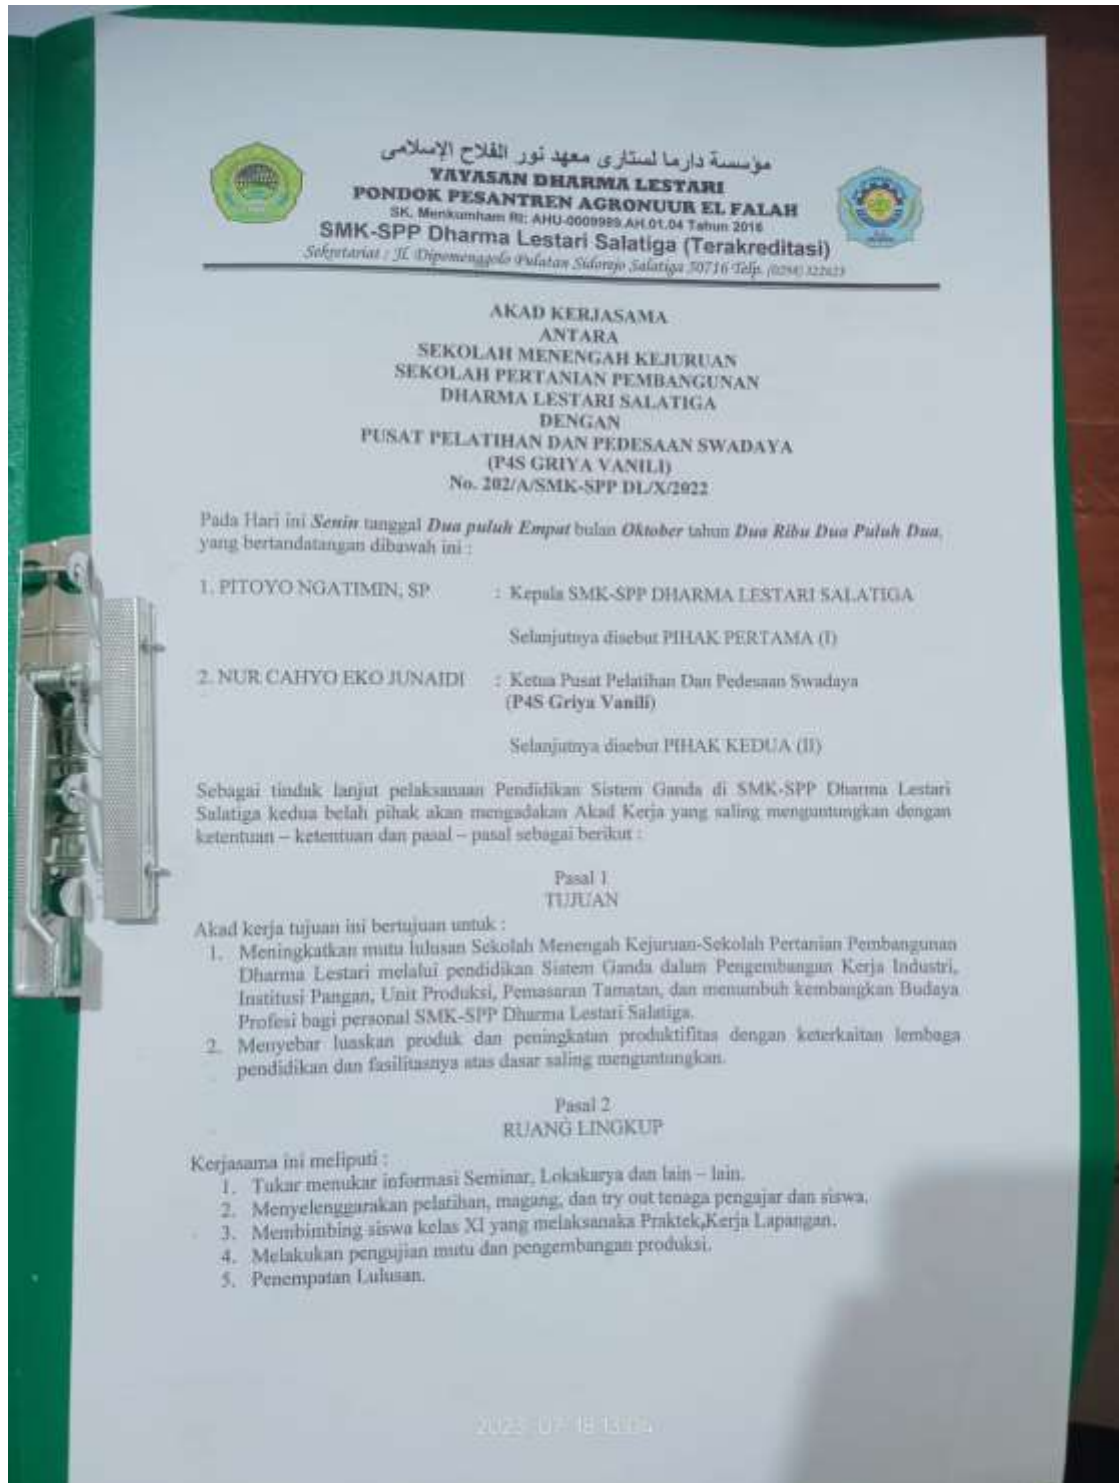 مؤسسة دارما لستارى معهد نور الفلاح الإسلامى
YAYASAN DHARMA LESTARI
PONDOK PESANTREN AGRONUUR EL FALAH
SK. Menkumham RI: AHU-0009989.AH.01.04 Tahun 2016
SMK-SPP Dharma Lestari Salatiga (Terakreditasi)
Sekretariat : Jl. Dipomenggolo Pulutan Sidorejo Salatiga 50716 Telp. (0298) 322623
AKAD KERJASAMA
ANTARA
SEKOLAH MENENGAH KEJURUAN
SEKOLAH PERTANIAN PEMBANGUNAN
DHARMA LESTARI SALATIGA
DENGAN
PUSAT PELATIHAN DAN PEDESAAN SWADAYA
(P4S GRIYA VANILI)
No. 202/A/SMK-SPP DL/X/2022
Pada Hari ini Senin tanggal Dua puluh Empat bulan Oktober tahun Dua Ribu Dua Puluh Dua,
yang bertandatangan dibawah ini :
1. PITOYO NGATIMIN, SP : Kepala SMK-SPP DHARMA LESTARI SALATIGA
Selanjutnya disebut PIHAK PERTAMA (I)
2. NUR CAHYO EKO JUNAIDI : Ketua Pusat Pelatihan Dan Pedesaan Swadaya
(P4S Griya Vanili)
Selanjutnya disebut PIHAK KEDUA (II)
Sebagai tindak lanjut pelaksanaan Pendidikan Sistem Ganda di SMK-SPP Dharma Lestari
Salatiga kedua belah pihak akan mengadakan Akad Kerja yang saling menguntungkan dengan
ketentuan – ketentuan dan pasal – pasal sebagai berikut :
Pasal 1
TUJUAN
Akad kerja tujuan ini bertujuan untuk :
1. Meningkatkan mutu lulusan Sekolah Menengah Kejuruan-Sekolah Pertanian Pembangunan
Dharma Lestari melalui pendidikan Sistem Ganda dalam Pengembangan Kerja Industri,
Institusi Pangan, Unit Produksi, Pemasaran Tamatan, dan menumbuh kembangkan Budaya
Profesi bagi personal SMK-SPP Dharma Lestari Salatiga.
2. Menyebar luaskan produk dan peningkatan produktifitas dengan keterkaitan lembaga
pendidikan dan fasilitasnya atas dasar saling menguntungkan.
Pasal 2
RUANG LINGKUP
Kerjasama ini meliputi :
1. Tukar menukar informasi Seminar, Lokakarya dan lain – lain.
2. Menyelenggarakan pelatihan, magang, dan try out tenaga pengajar dan siswa.
3. Membimbing siswa kelas XI yang melaksanaka Praktek Kerja Lapangan.
4. Melakukan pengujian mutu dan pengembangan produksi.
5. Penempatan Lulusan.
2023 07 18 13:04